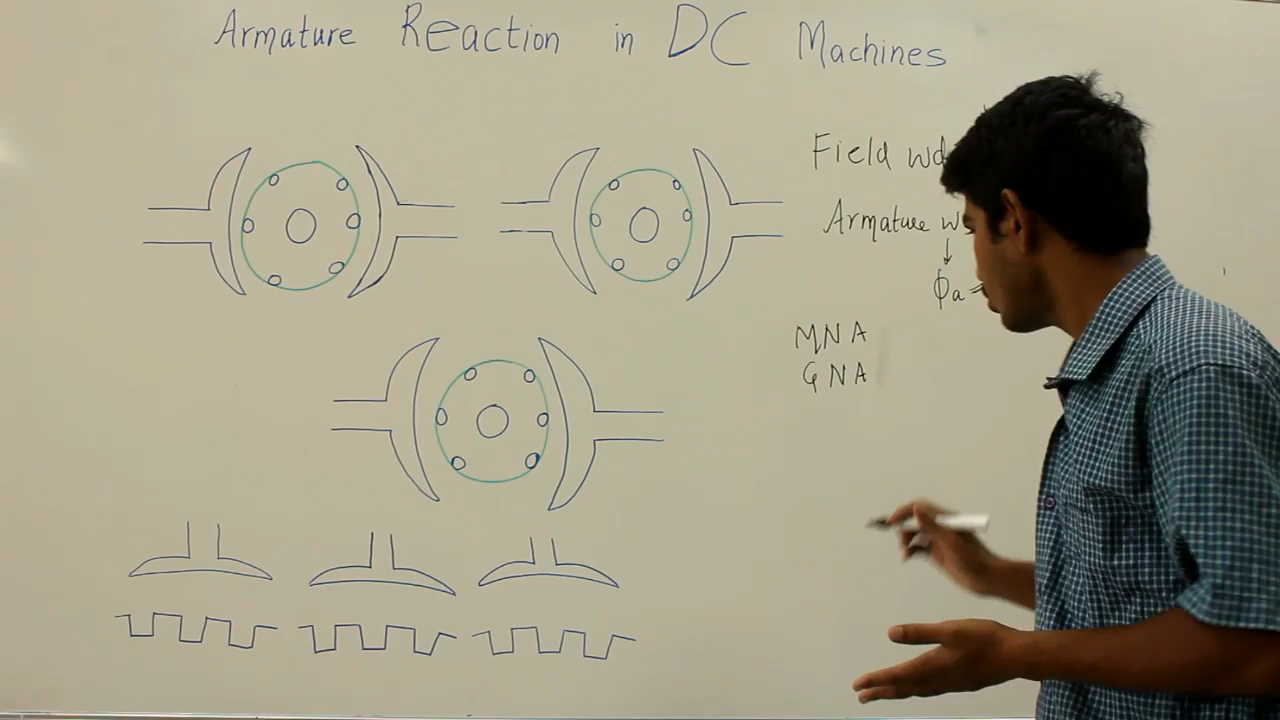 Armature Reaction in DC Machines
Field
Armature
↓
Φa
MNA
GNA